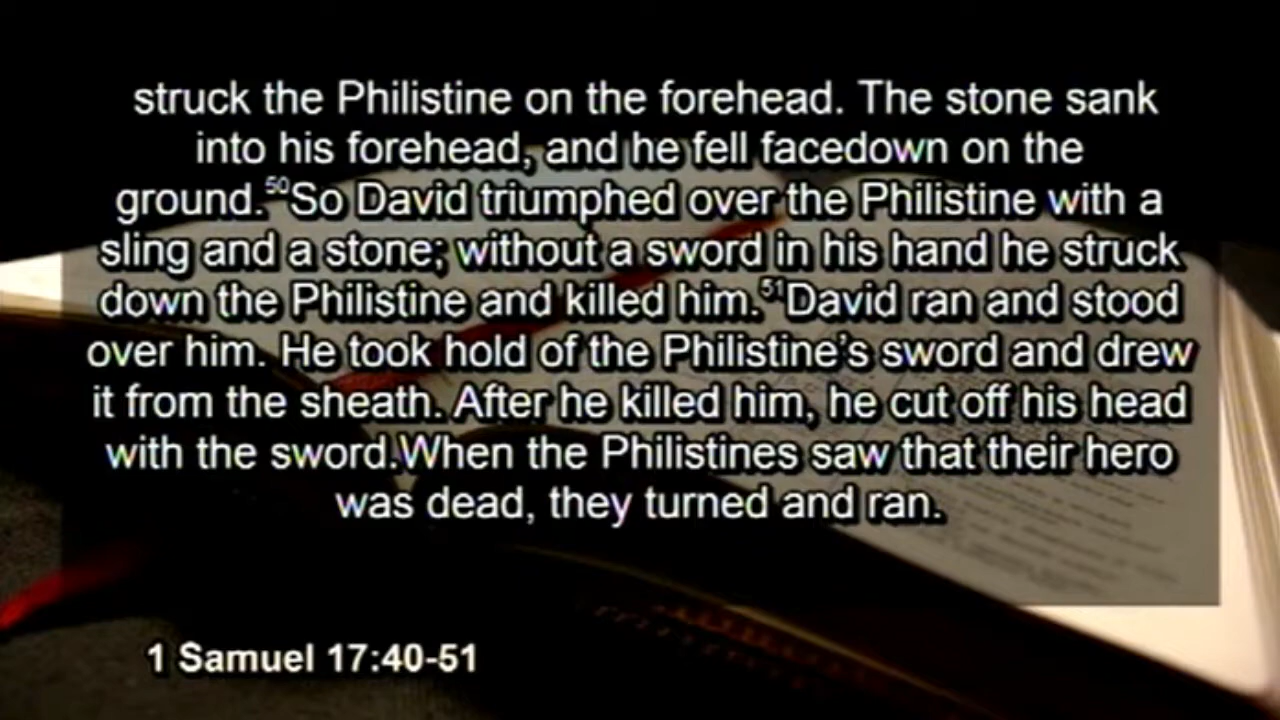 struck the Philistine on the forehead. The stone sank
into his forehead, and he fell facedown on the
ground.⁵⁰So David triumphed over the Philistine with a
sling and a stone; without a sword in his hand he struck
down the Philistine and killed him.⁵¹David ran and stood
over him. He took hold of the Philistine's sword and drew
it from the sheath. After he killed him, he cut off his head
with the sword.When the Philistines saw that their hero
was dead, they turned and ran.
1 Samuel 17:40-51